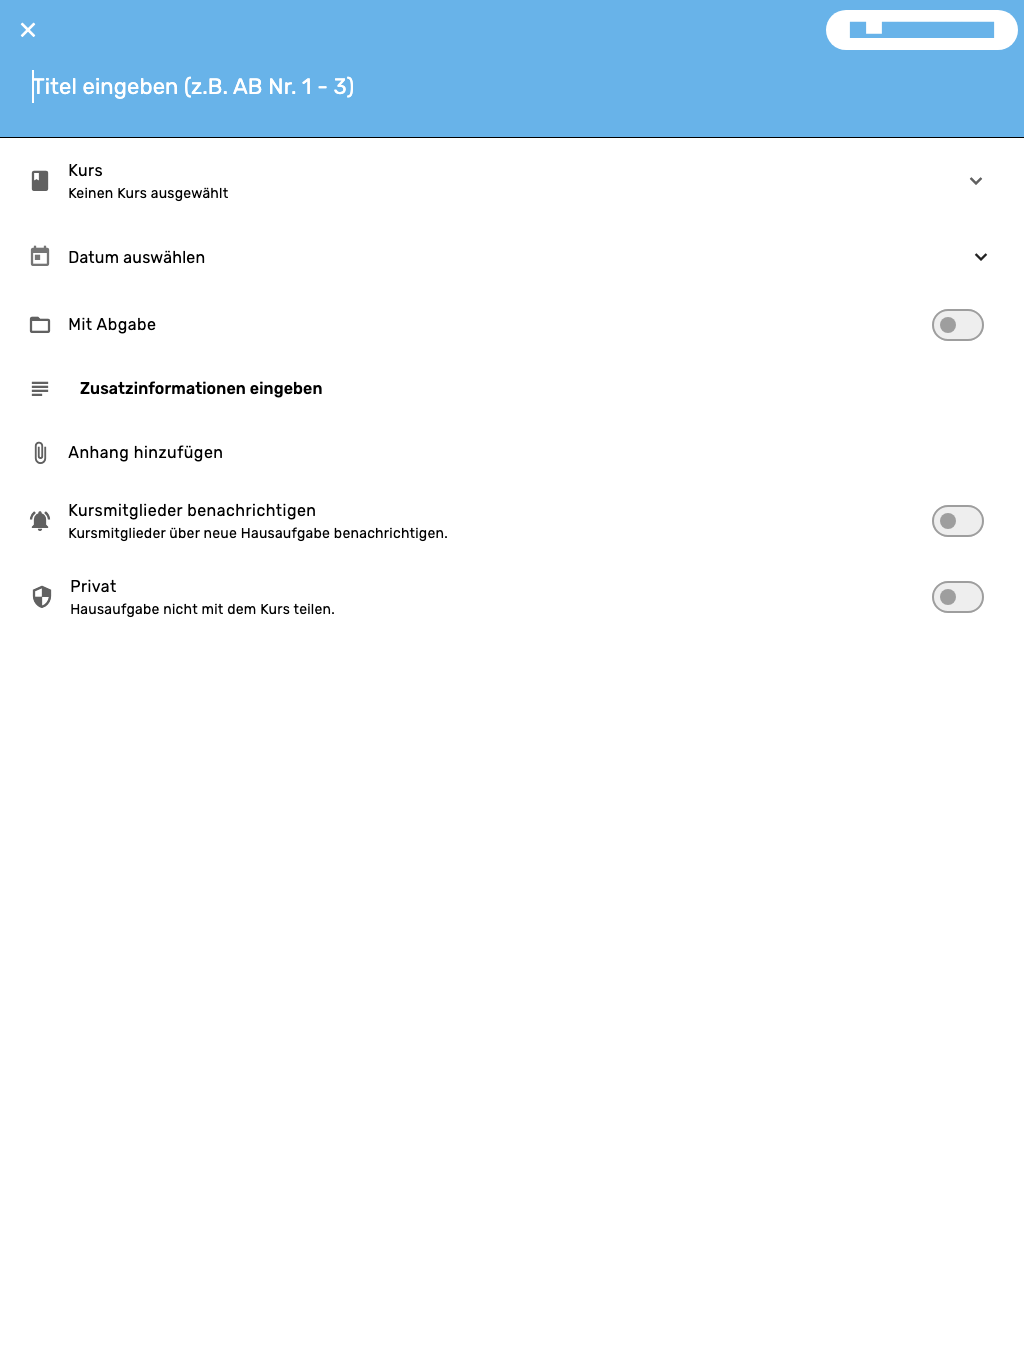 Titel eingeben (z.B. AB Nr. 1 - 3)
Kurs
Keinen Kurs ausgewählt
Datum auswählen
Mit Abgabe
Zusatzinformationen eingeben
Anhang hinzufügen
Kursmitglieder benachrichtigen
Kursmitglieder über neue Hausaufgabe benachrichtigen.
Privat
Hausaufgabe nicht mit dem Kurs teilen.